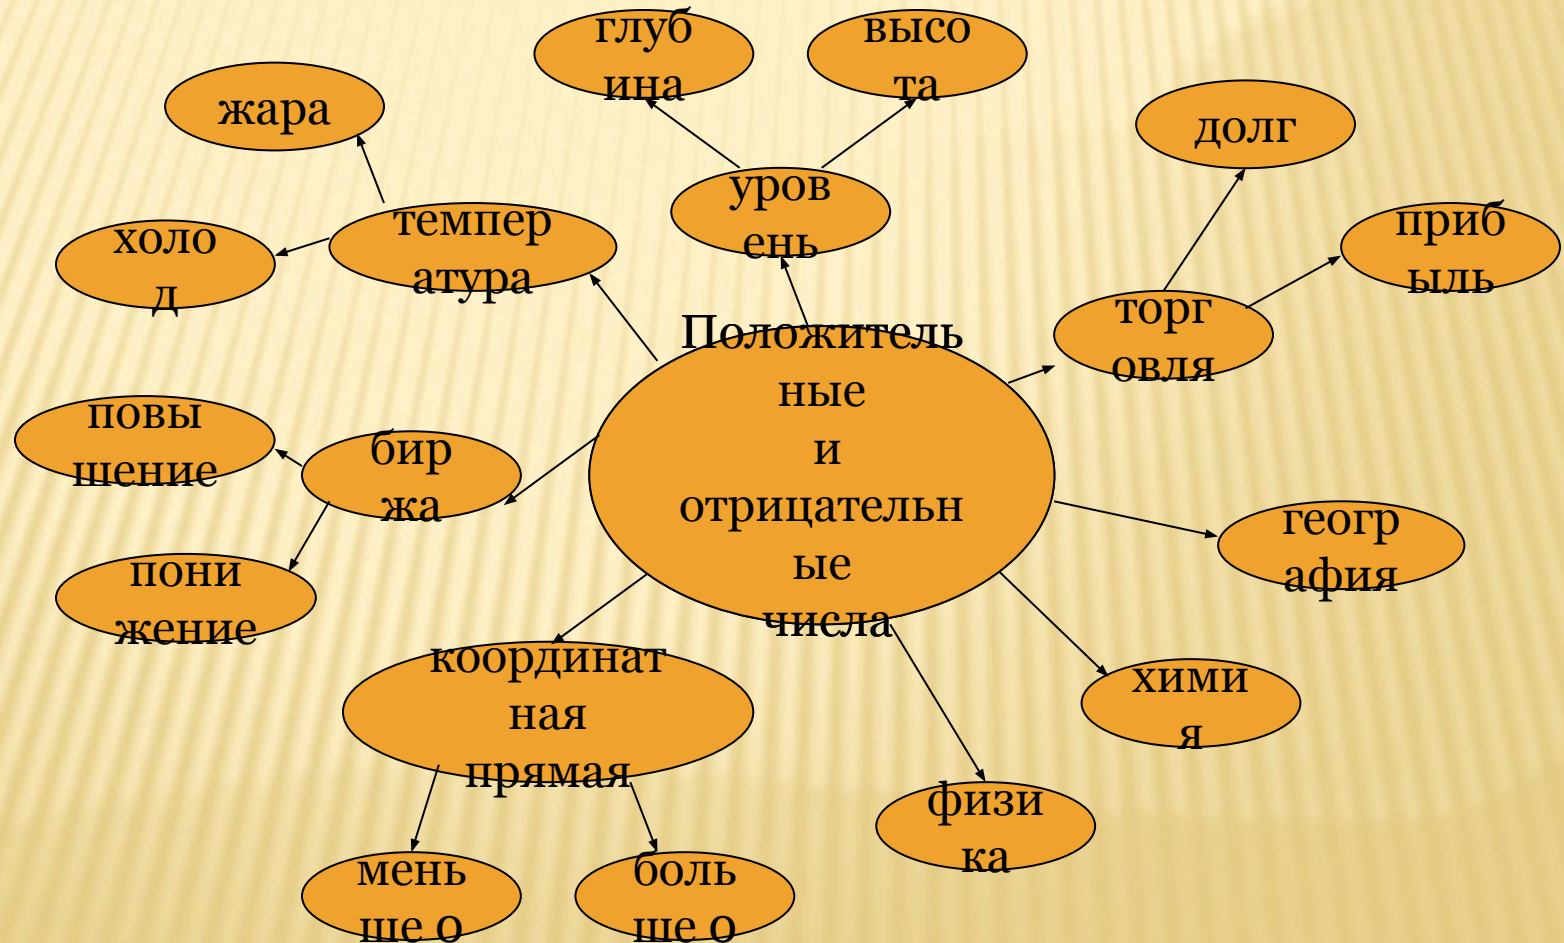 глуб
ина
высо
та
жара
долг
уров
ень
темпер
атура
холо
д
приб
ыль
торг
овля
Положитель
ные
и
отрицательн
ые
числа
повы
шение
бир
жа
пони
жение
геогр
афия
координат
ная
прямая
хими
я
физи
ка
мень
ше 0
боль
ше 0